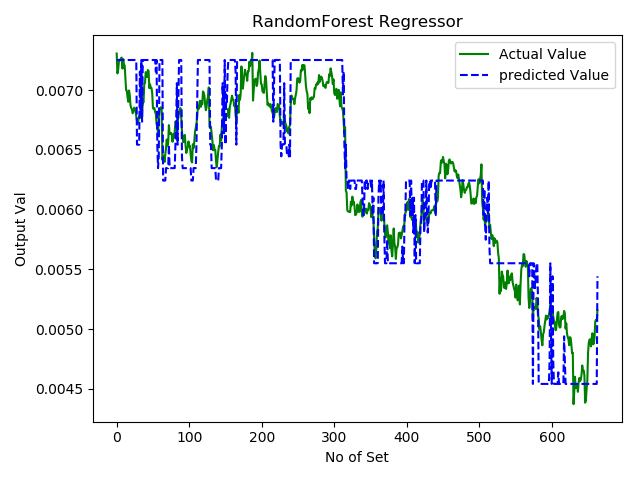 RandomForest Regressor
Actual Value
predicted Value
Output Val
0.0070
0.0065
0.0060
0.0055
0.0050
0.0045
0 100 200 300 400 500 600
No of Set